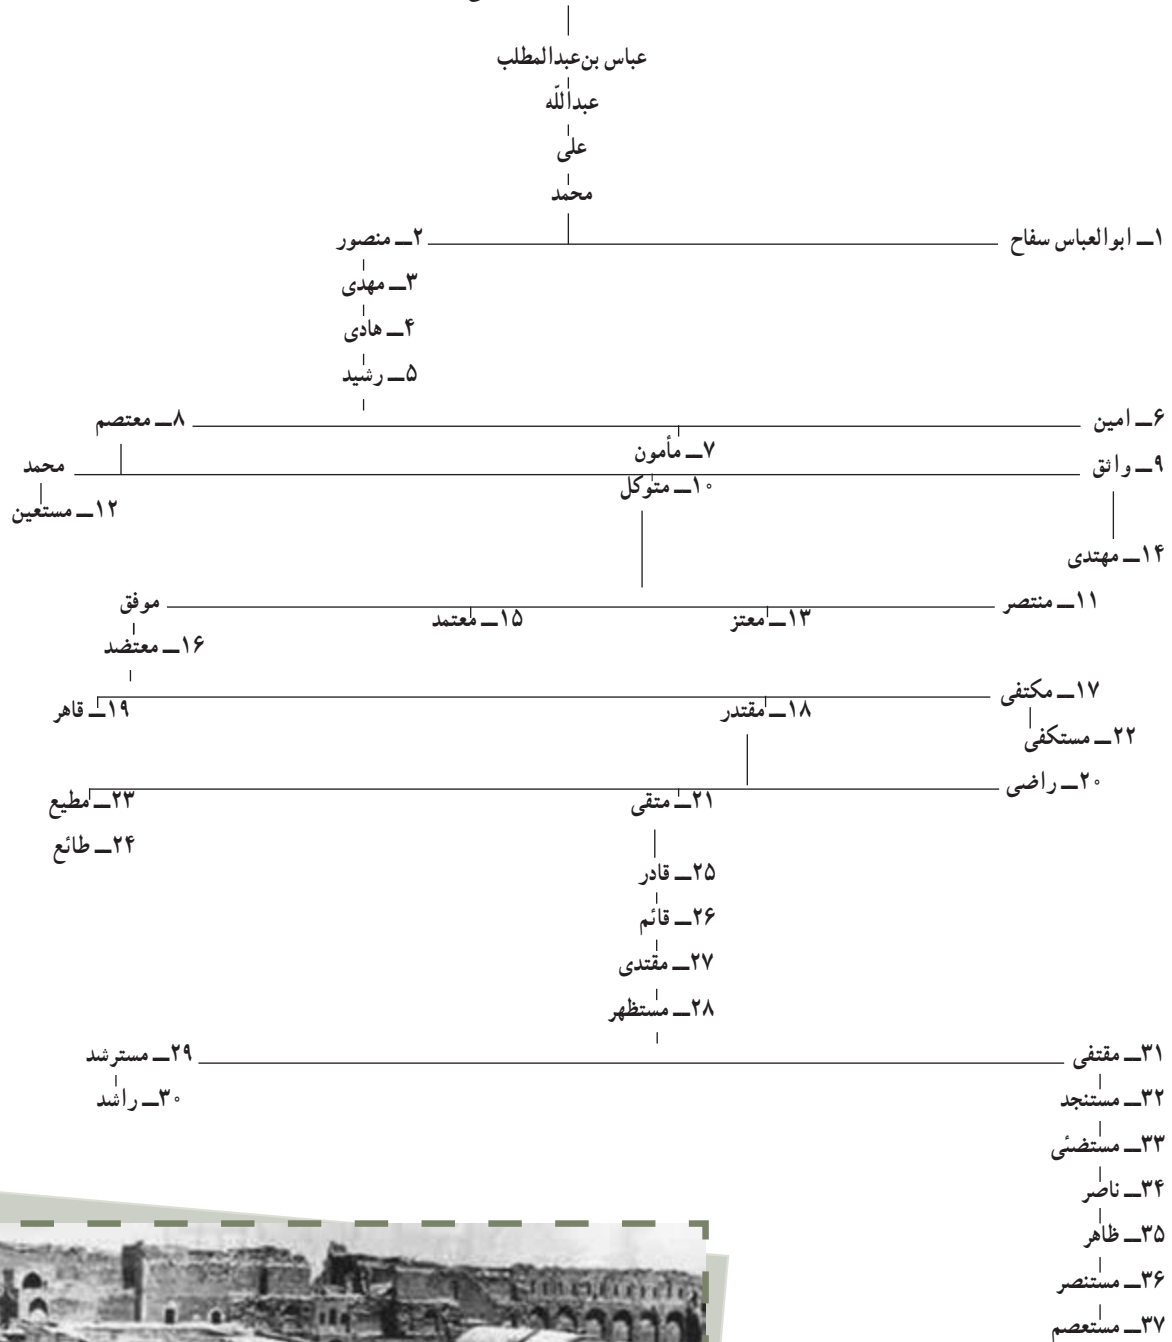 عباس بن‌عبدالمطلب
عبداللّه
علی
محمد
۱ــ ابوالعباس سفاح ۲ــ منصور
۳ــ مهدی
۴ــ هادی
۵ــ رشید
۶ــ امین ۸ــ معتصم
۷ــ مأمون
۹ــ واثق محمد
۱۰ــ متوکل
۱۲ــ مستعین
۱۴ــ مهتدی
۱۱ــ منتصر موفق
۱۳ــ معتز ۱۵ــ معتمد
۱۶ــ معتضد
۱۷ــ مکتفی
۱۸ــ مقتدر ۱۹ــ قاهر
۲۲ــ مستکفی
۲۰ــ راضی
۲۱ــ متقی ۲۳ــ مطیع
۲۴ــ طائع
۲۵ــ قادر
۲۶ــ قائم
۲۷ــ مقتدی
۲۸ــ مستظهر
۳۱ــ مقتفی ۲۹ــ مسترشد
۳۲ــ مستنجد ۳۰ــ راشد
۳۳ــ مستضئی
۳۴ــ ناصر
۳۵ــ ظاهر
۳۶ــ مستنصر
۳۷ــ مستعصم